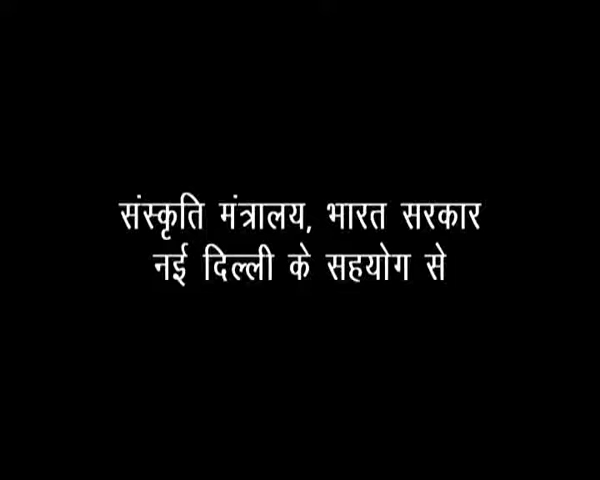 संस्कृति मंत्रालय, भारत सरकार
नई दिल्ली के सहयोग से